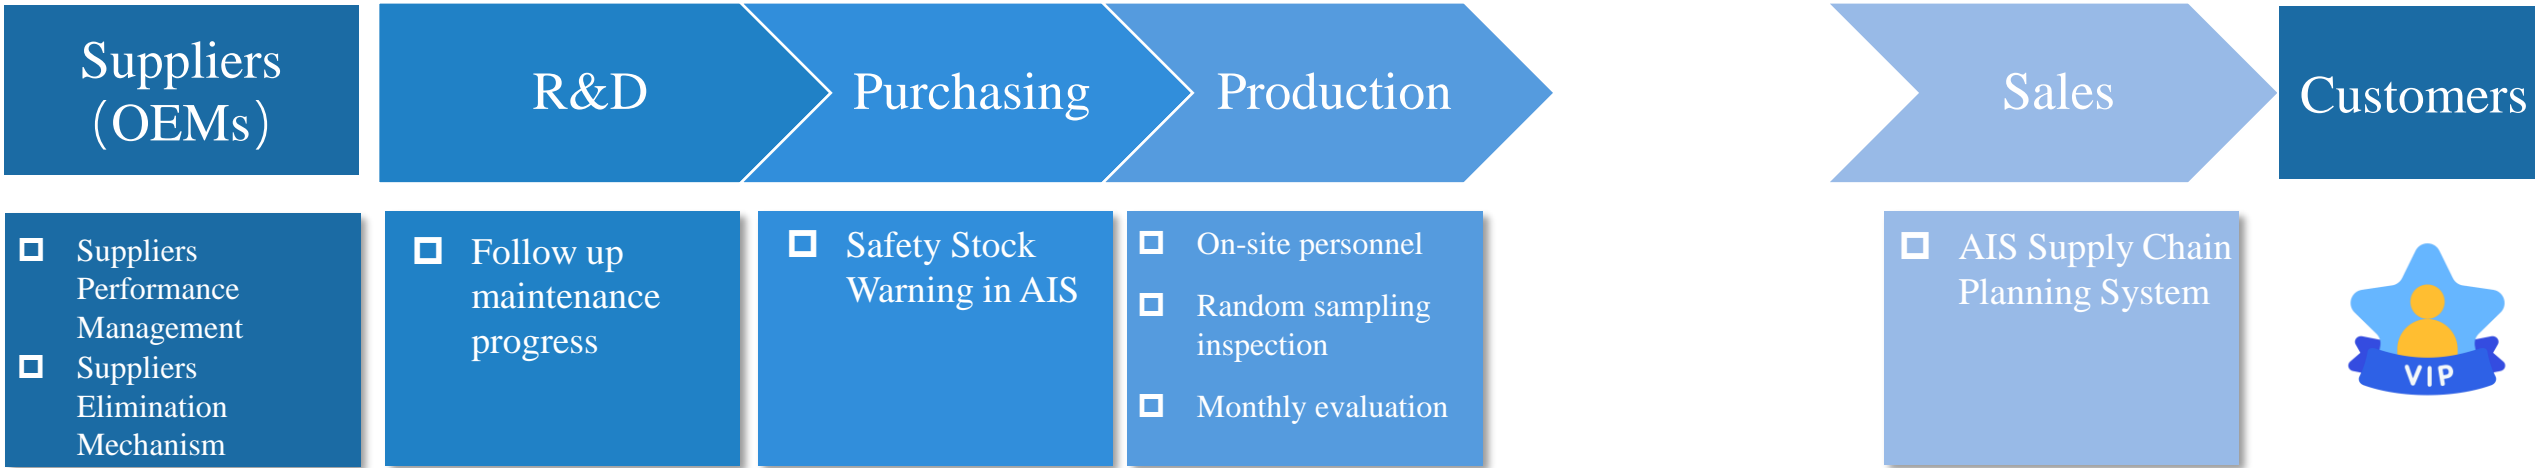 Suppliers
（OEMs）
R&D
Purchasing
Production
Sales
Customers
Suppliers
Performance
Management
Suppliers
Elimination
Mechanism
Follow up
maintenance
progress
Safety Stock
Warning in AIS
On-site personnel
Random sampling
inspection
Monthly evaluation
AIS Supply Chain
Planning System
VIP